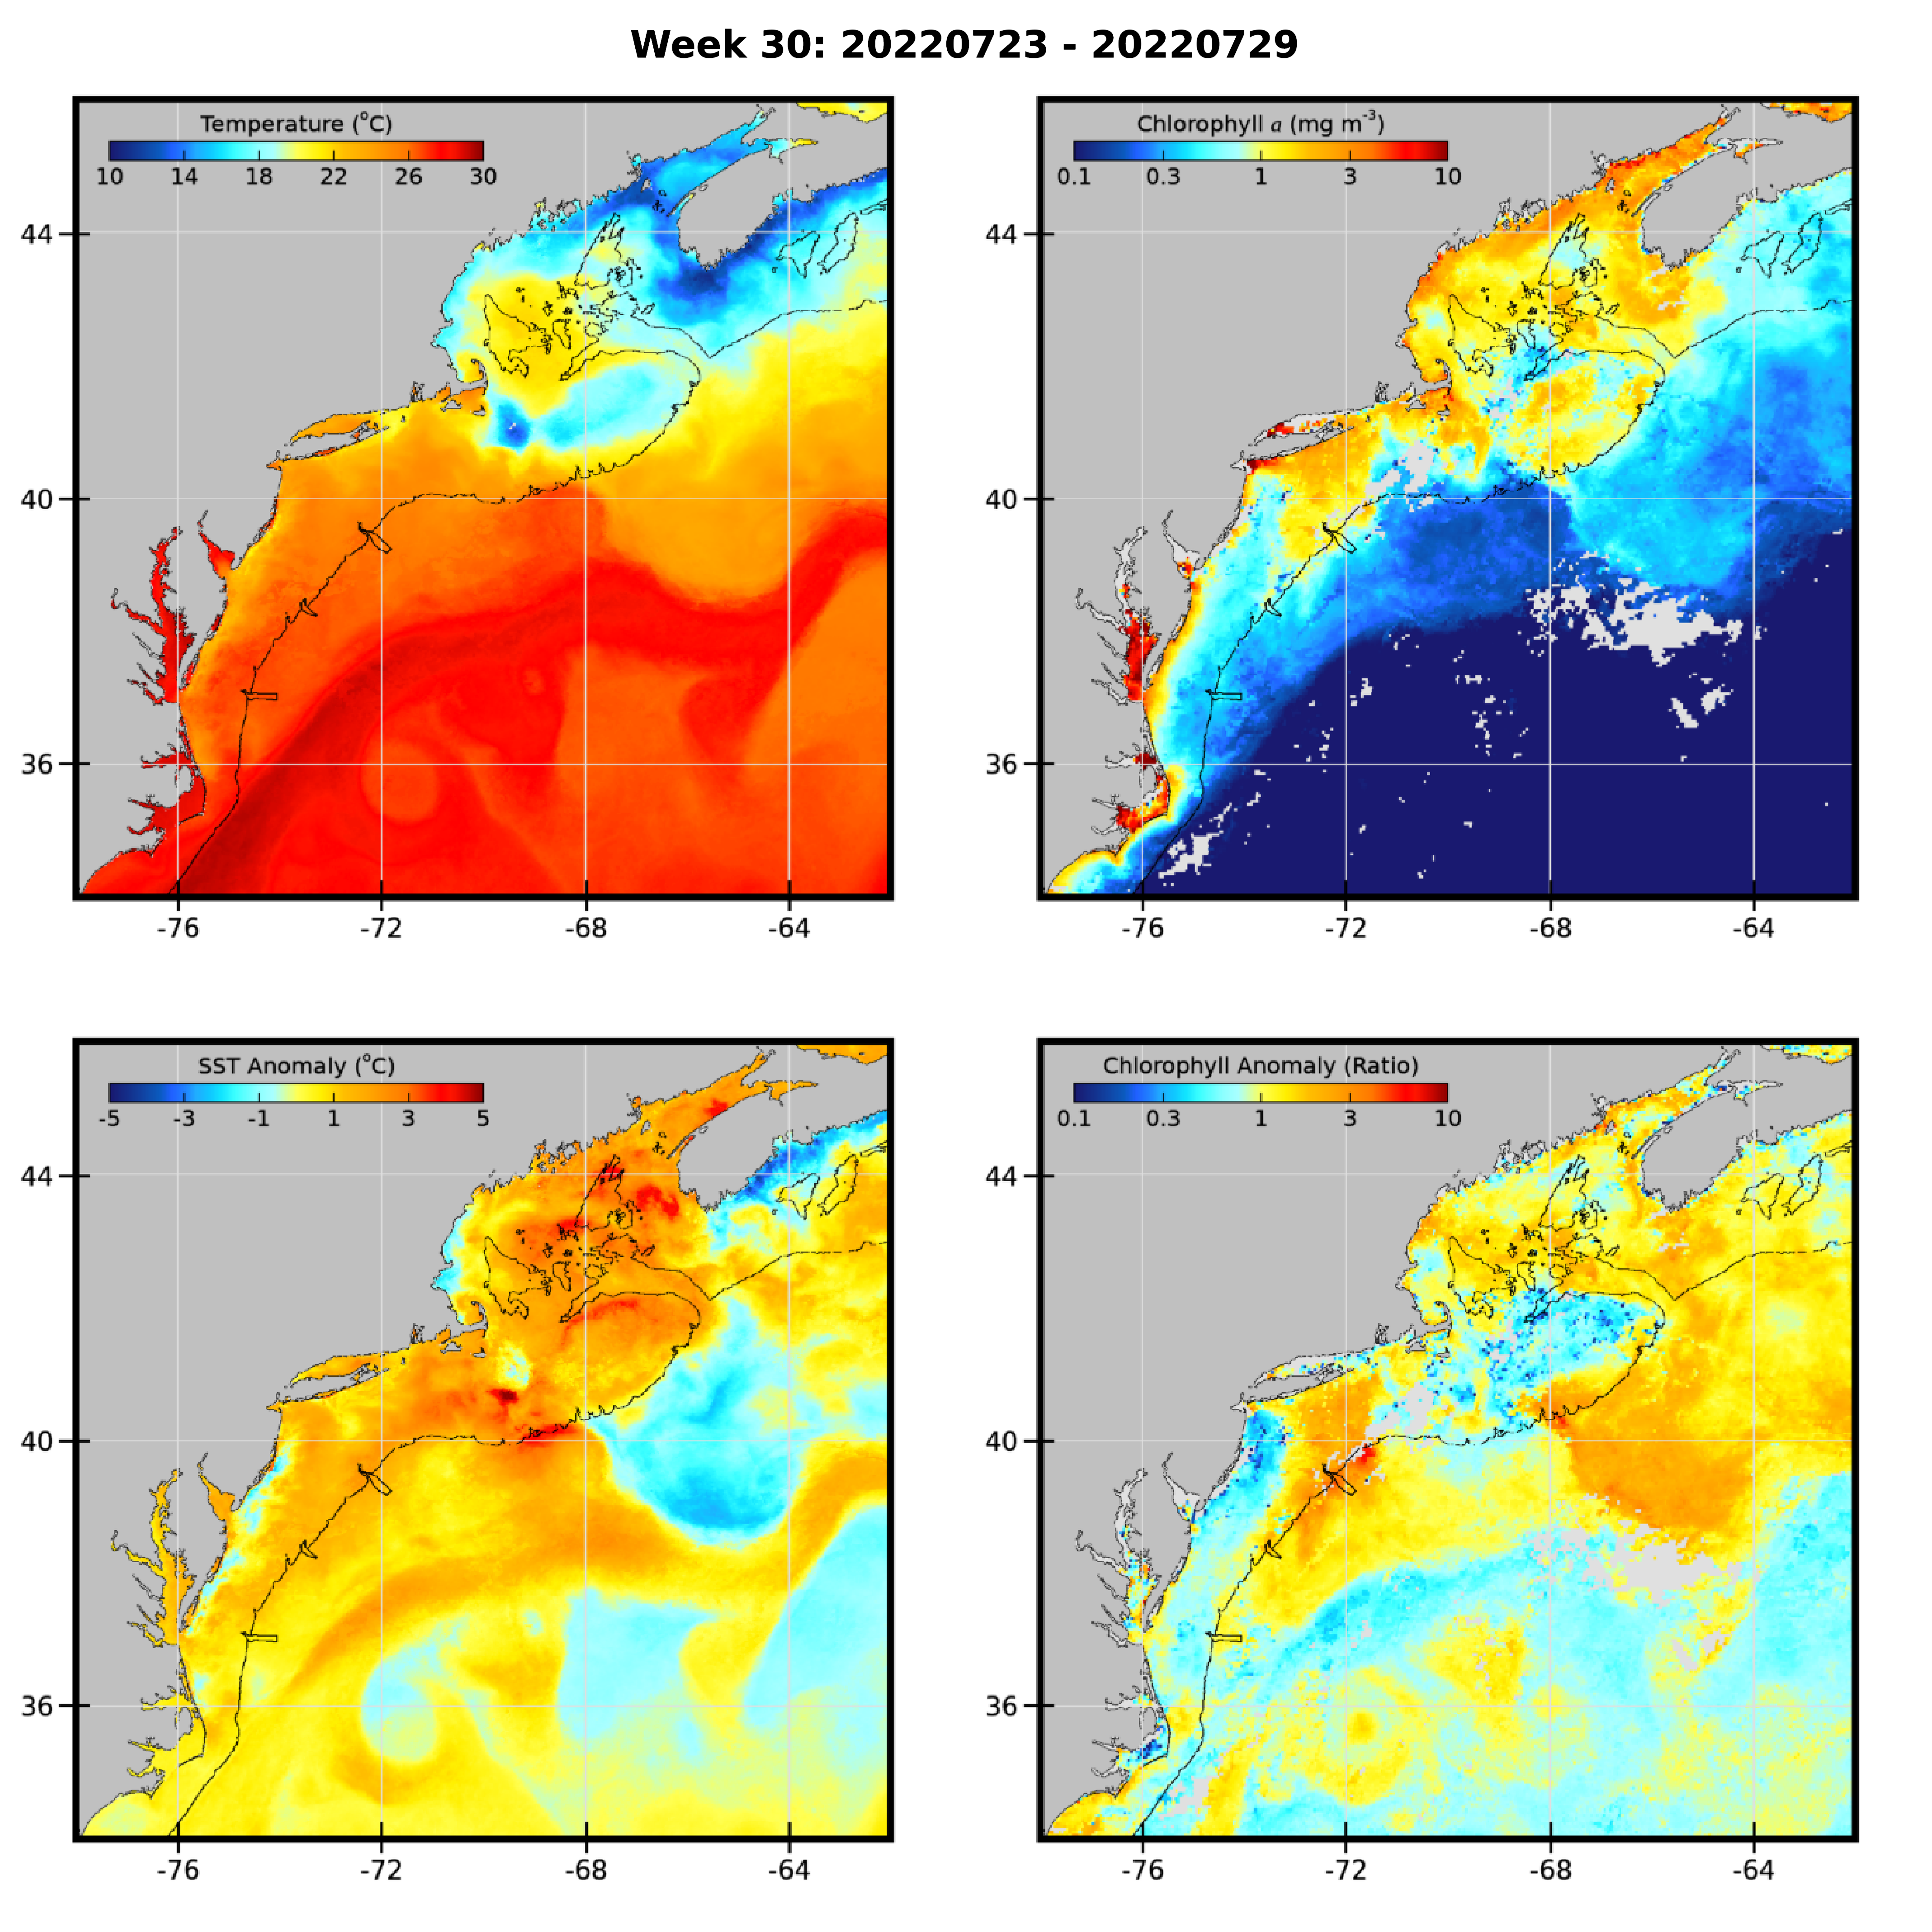 Week 30: 20220723 - 20220729
Temperature (°C)
10 14 18 22 26 30
44
40
36
-76 -72 -68 -64
Chlorophyll a (mg m⁻³)
0.1 0.3 1 3 10
44
40
36
-76 -72 -68 -64
SST Anomaly (°C)
-5 -3 -1 1 3 5
44
40
36
-76 -72 -68 -64
Chlorophyll Anomaly (Ratio)
0.1 0.3 1 3 10
44
40
36
-76 -72 -68 -64